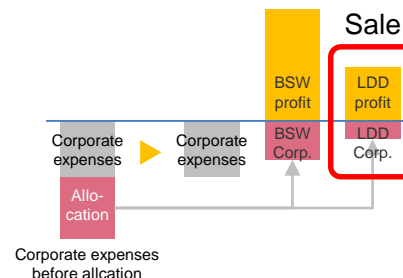 Sale
BSW
profit
LDD
profit
Corporate
expenses
Corporate
expenses
BSW
Corp.
LDD
Corp.
Allo-
cation
Corporate expenses
before allcation